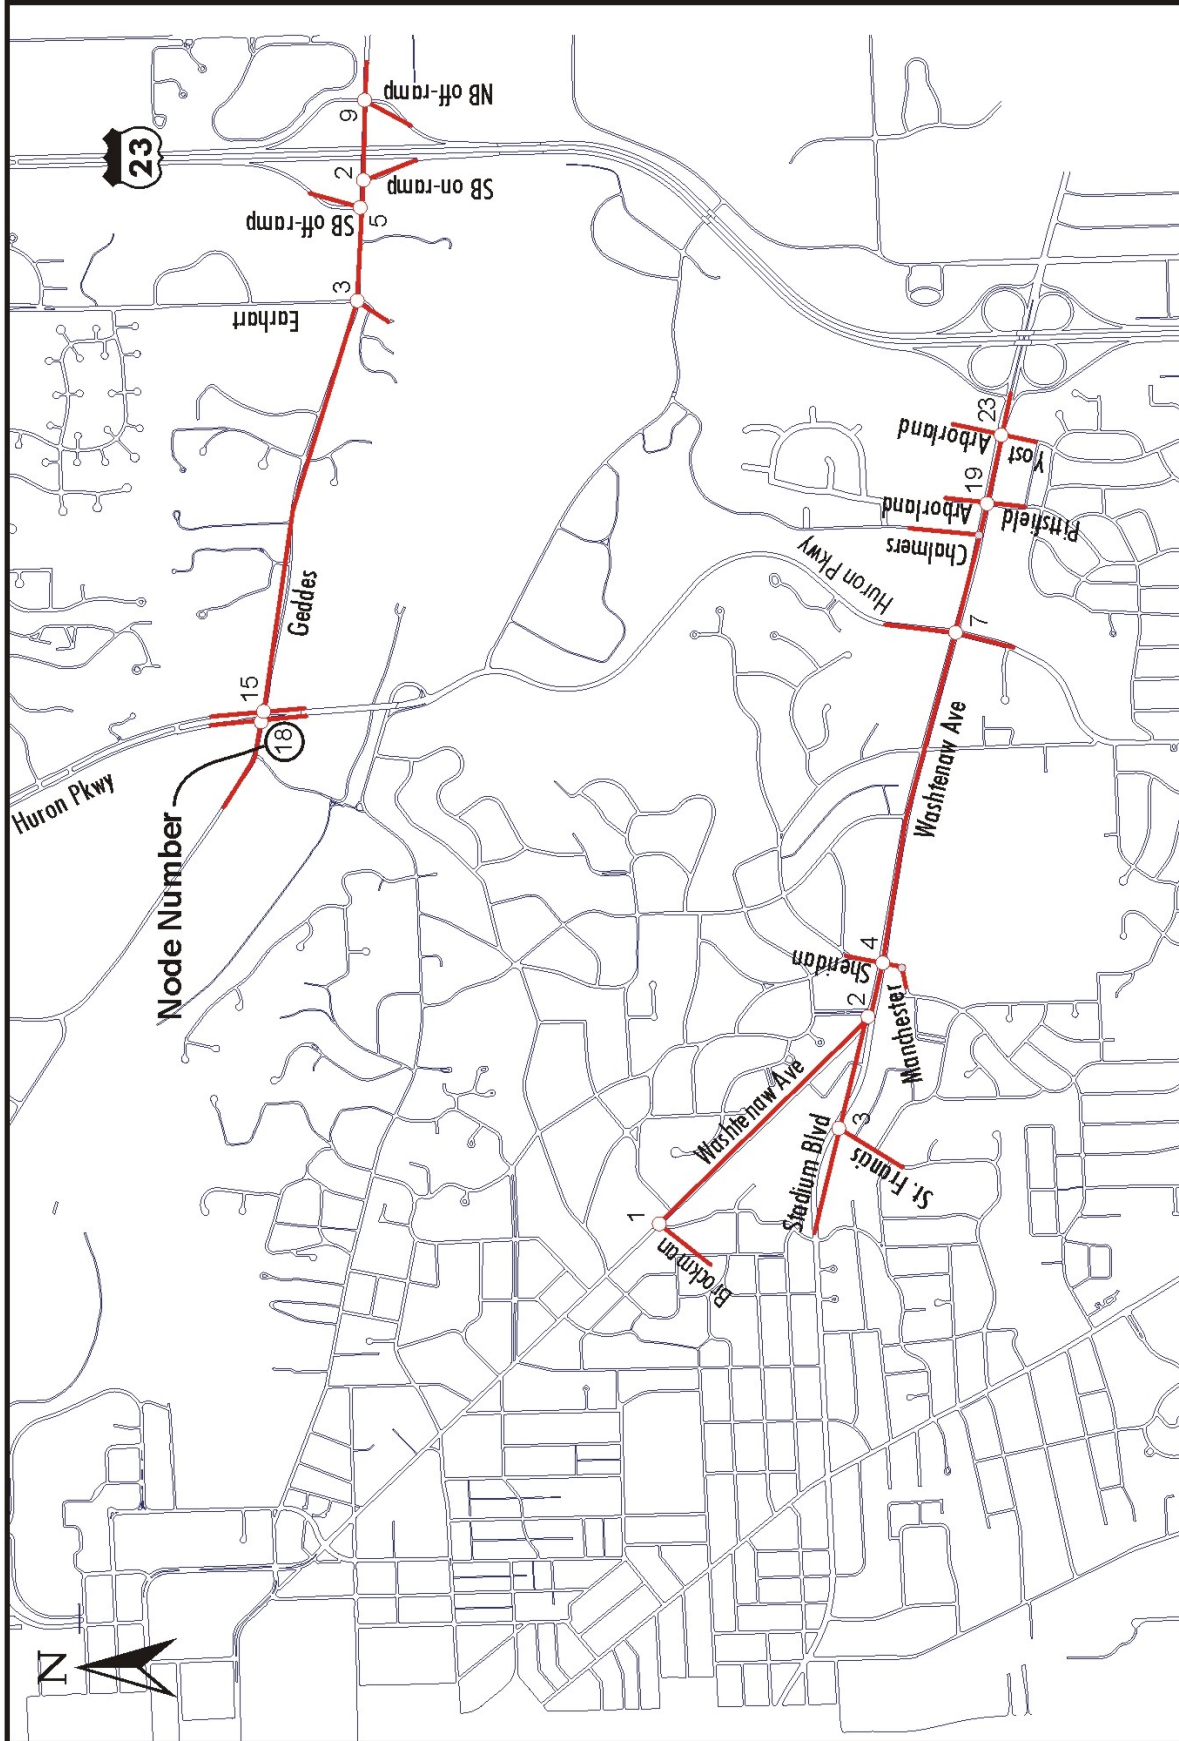 N
Huron Pkwy
Node Number
18
15
Geddes
Earhart
3
SB off-ramp
5
2
SB on-ramp
9
NB off-ramp
23
1
Brockman
Washtenaw Ave
Stadium Blvd
3
St. Francis
2
Manchester
Sheridan
4
Washtenaw Ave
Huron Pkwy
7
Chalmers
Arborland
19
Pittsfield
Arborland
23
Yost